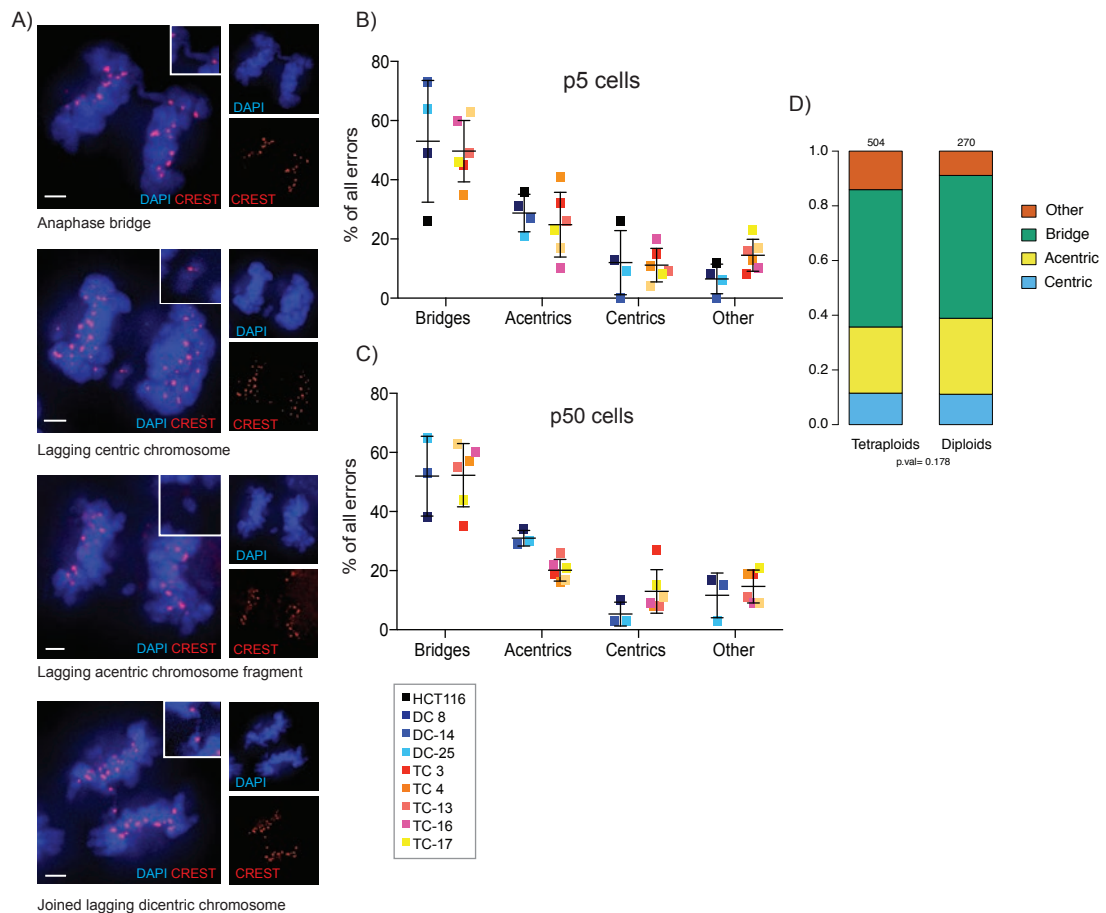 A)
DAPI CREST
DAPI
CREST
Anaphase bridge
DAPI CREST
DAPI
CREST
Lagging centric chromosome
DAPI CREST
DAPI
CREST
Lagging acentric chromosome fragment
DAPI CREST
DAPI
CREST
Joined lagging dicentric chromosome
B)
p5 cells
% of all errors
80
60
40
20
0
Bridges Acentrics Centrics Other
C)
p50 cells
% of all errors
80
60
40
20
0
Bridges Acentrics Centrics Other
HCT116
DC 8
DC-14
DC-25
TC 3
TC 4
TC-13
TC-16
TC-17
D)
504 270
1.0
0.8
0.6
0.4
0.2
0.0
Tetraploids Diploids
p.val= 0.178
Other
Bridge
Acentric
Centric